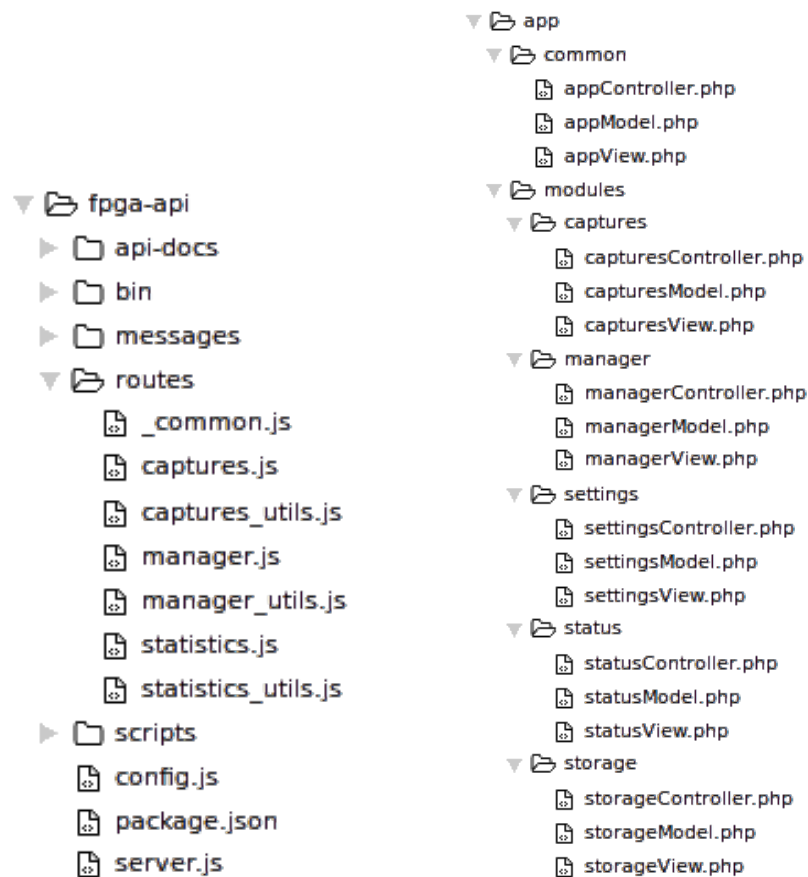 fpga-api
api-docs
bin
messages
routes
_common.js
captures.js
captures_utils.js
manager.js
manager_utils.js
statistics.js
statistics_utils.js
scripts
config.js
package.json
server.js
app
common
appController.php
appModel.php
appView.php
modules
captures
capturesController.php
capturesModel.php
capturesView.php
manager
managerController.php
managerModel.php
managerView.php
settings
settingsController.php
settingsModel.php
settingsView.php
status
statusController.php
statusModel.php
statusView.php
storage
storageController.php
storageModel.php
storageView.php